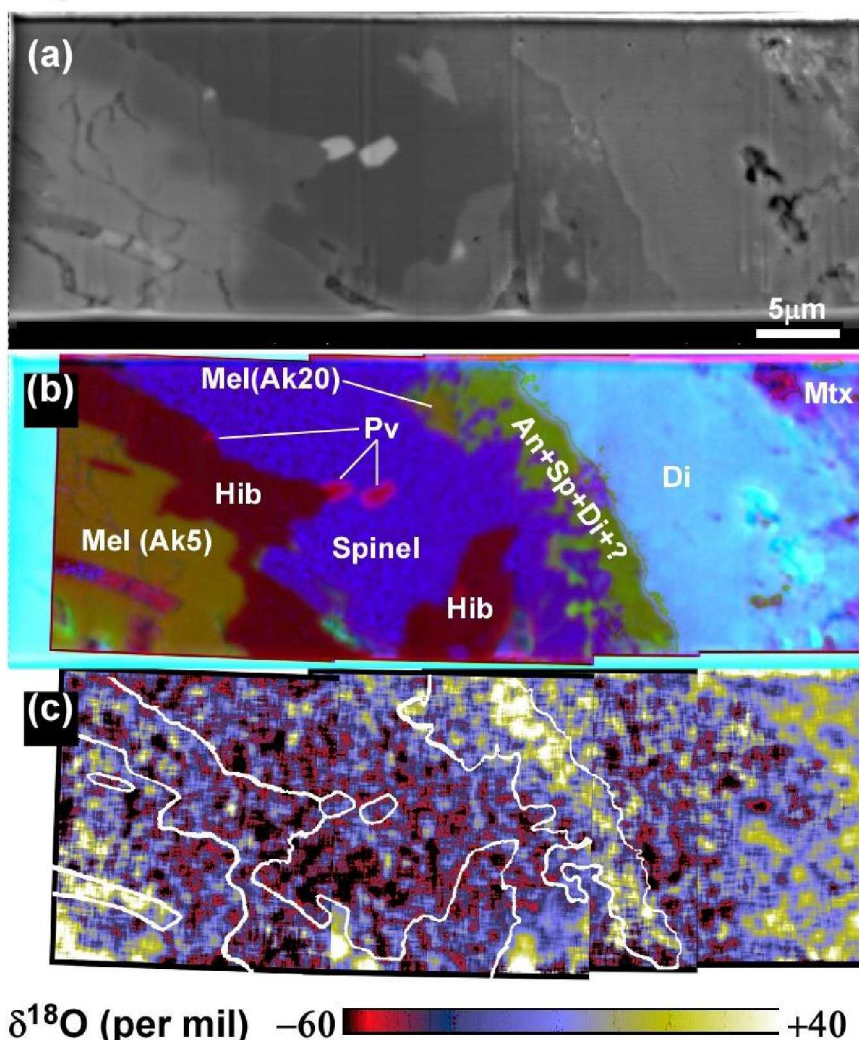 (a)
5μm
(b)
Mel(Ak20)
Mtx
Pv
An+Sp+Di+?
Di
Hib
Mel (Ak5)
Spinel
Hib
(c)
δ¹⁸O (per mil) −60 +40